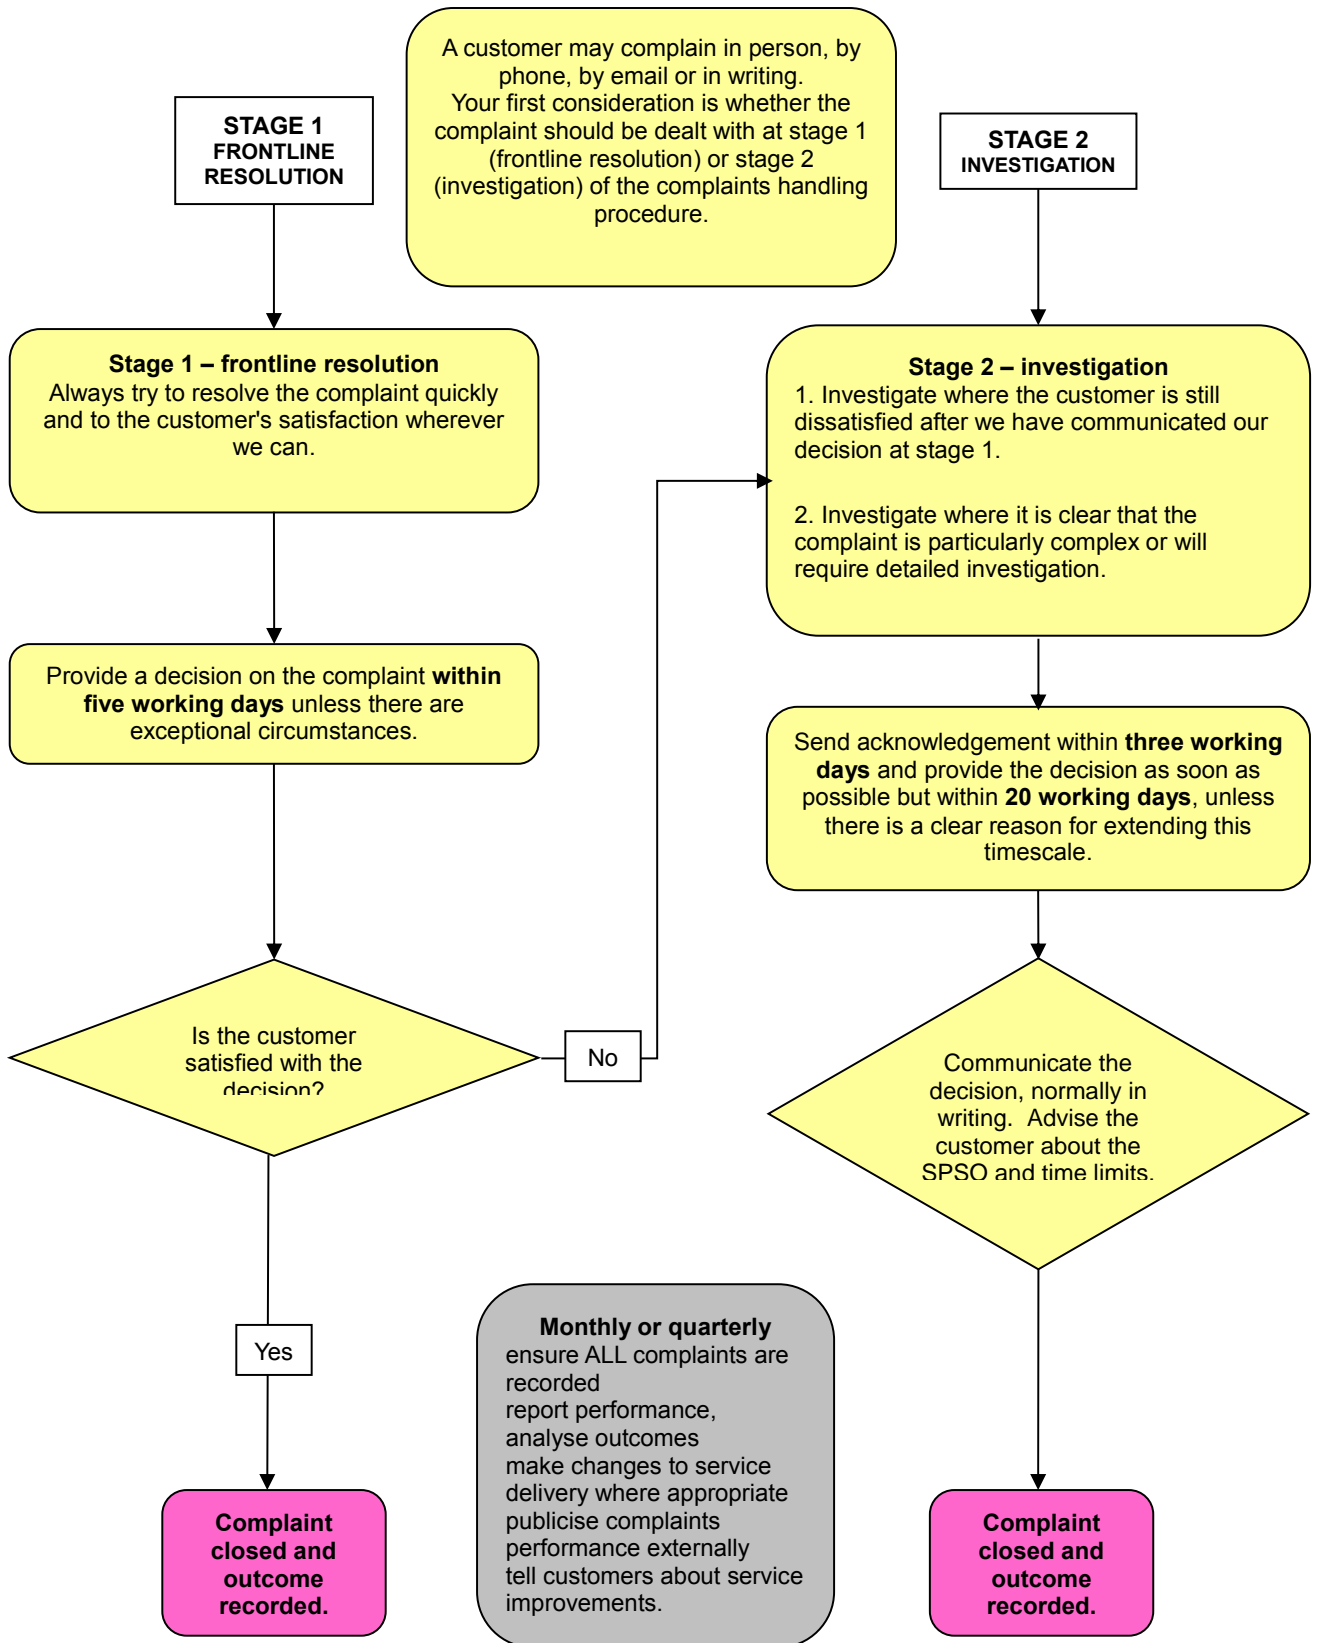 A customer may complain in person, by
phone, by email or in writing.
Your first consideration is whether the
complaint should be dealt with at stage 1
(frontline resolution) or stage 2
(investigation) of the complaints handling
procedure.
STAGE 1
FRONTLINE
RESOLUTION
STAGE 2
INVESTIGATION
Stage 1 – frontline resolution
Always try to resolve the complaint quickly
and to the customer's satisfaction wherever
we can.
Provide a decision on the complaint within
five working days unless there are
exceptional circumstances.
Is the customer
satisfied with the
decision?
No
Yes
Complaint
closed and
outcome
recorded.
Stage 2 – investigation
1. Investigate where the customer is still
dissatisfied after we have communicated our
decision at stage 1.
2. Investigate where it is clear that the
complaint is particularly complex or will
require detailed investigation.
Send acknowledgement within three working
days and provide the decision as soon as
possible but within 20 working days, unless
there is a clear reason for extending this
timescale.
Communicate the
decision, normally in
writing.  Advise the
customer about the
SPSO and time limits.
Monthly or quarterly
ensure ALL complaints are
recorded
report performance,
analyse outcomes
make changes to service
delivery where appropriate
publicise complaints
performance externally
tell customers about service
improvements.
Complaint
closed and
outcome
recorded.